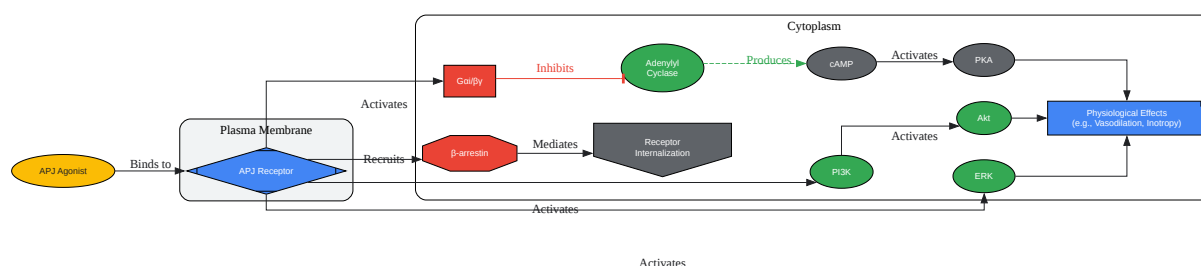 Cytoplasm
Plasma Membrane
APJ Agonist
Binds to
APJ Receptor
Activates
Gαi/βγ
Inhibits
Adenylyl
Cyclase
Produces
cAMP
Activates
PKA
Recruits
β-arrestin
Mediates
Receptor
Internalization
PI3K
Activates
Akt
ERK
Physiological Effects
(e.g., Vasodilation, Inotropy)
Activates
Activates